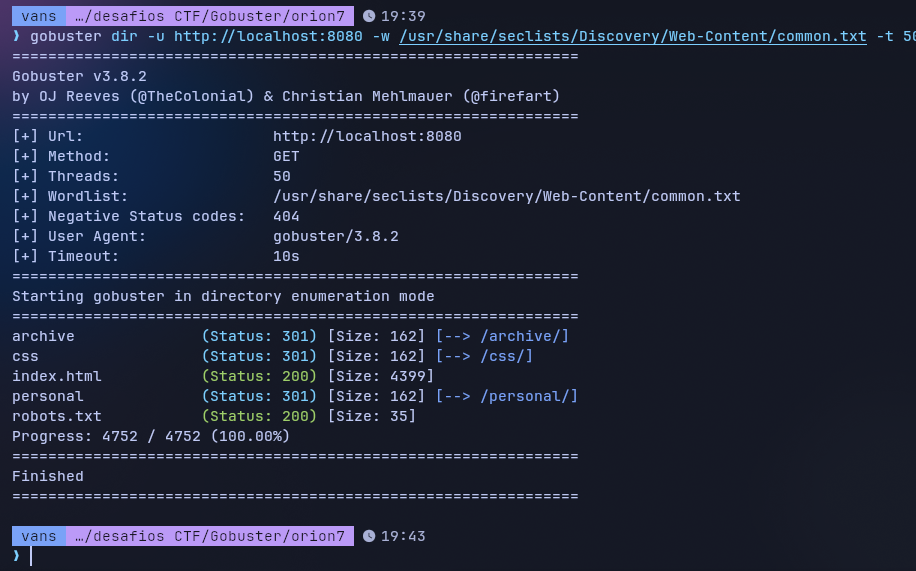 vans …/desafios CTF/Gobuster/orion7 19:39
❯ gobuster dir -u http://localhost:8080 -w /usr/share/seclists/Discovery/Web-Content/common.txt -t 50
===============================================================
Gobuster v3.8.2
by OJ Reeves (@TheColonial) & Christian Mehlmauer (@firefart)
===============================================================
[+] Url:                     http://localhost:8080
[+] Method:                  GET
[+] Threads:                 50
[+] Wordlist:                /usr/share/seclists/Discovery/Web-Content/common.txt
[+] Negative Status codes:   404
[+] User Agent:              gobuster/3.8.2
[+] Timeout:                 10s
===============================================================
Starting gobuster in directory enumeration mode
===============================================================
archive              (Status: 301) [Size: 162] [--> /archive/]
css                  (Status: 301) [Size: 162] [--> /css/]
index.html           (Status: 200) [Size: 4399]
personal             (Status: 301) [Size: 162] [--> /personal/]
robots.txt           (Status: 200) [Size: 35]
Progress: 4752 / 4752 (100.00%)
===============================================================
Finished
===============================================================
vans …/desafios CTF/Gobuster/orion7 19:43
❯